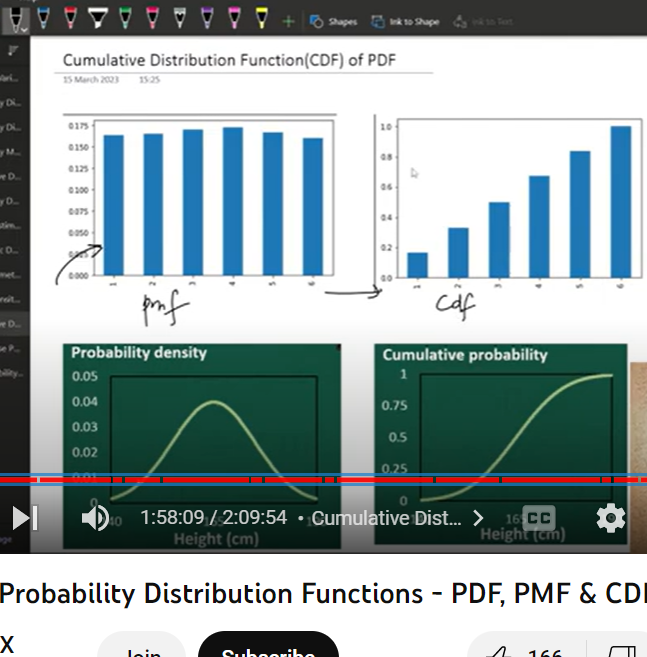 Shapes
Ink to Shape
Ink to Text
Cumulative Distribution Function(CDF) of PDF
15 March 2023 15:25
0.175
0.150
0.125
0.100
0.075
0.050
0.025
0.000
1 2 3 4 5 6
pmf
1.0
0.8
0.6
0.4
0.2
0.0
1 2 3 4 5 6
cdf
Probability density
0.05
0.04
0.03
0.02
0.01
0
165
Height (cm)
Cumulative probability
1
0.75
0.5
0.25
0
165
Height (cm)
1:58:09 / 2:09:54 • Cumulative Dist... CC
Probability Distribution Functions - PDF, PMF & CD
X
Join
Subscribe
166